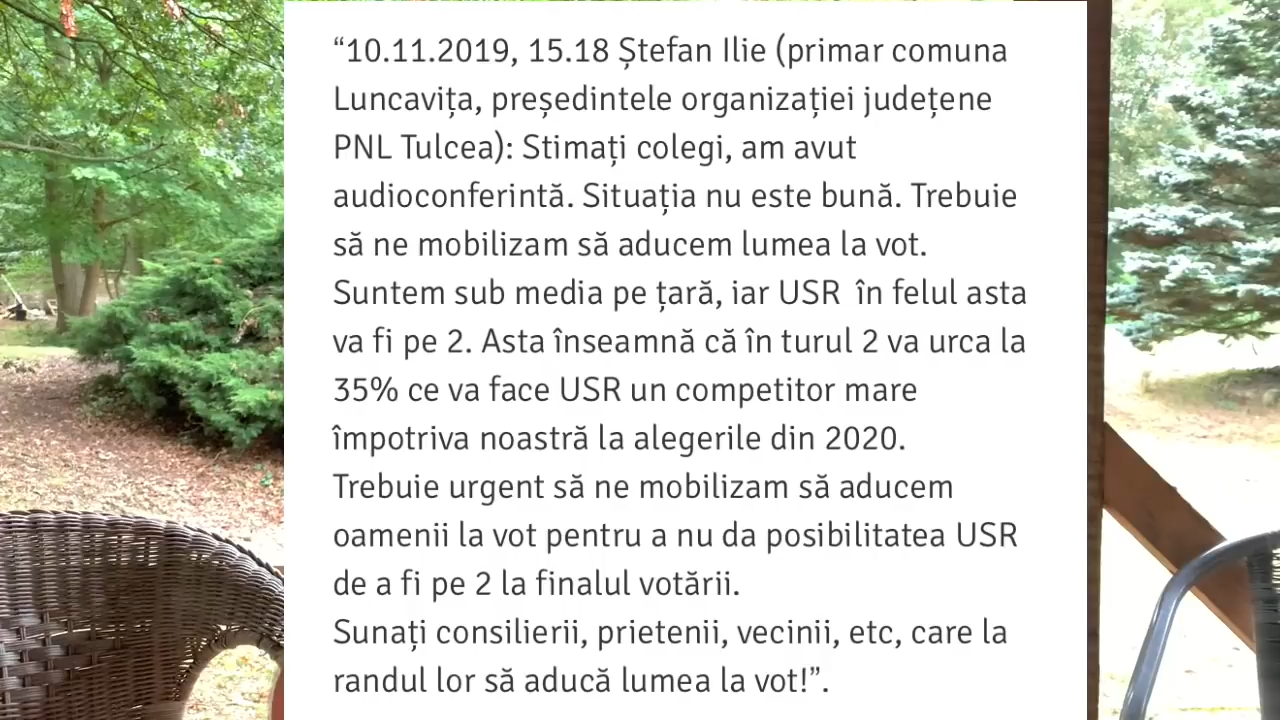 “10.11.2019, 15.18 Ștefan Ilie (primar comuna
Luncavița, președintele organizației județene
PNL Tulcea): Stimați colegi, am avut
audioconferintă. Situația nu este bună. Trebuie
să ne mobilizam să aducem lumea la vot.
Suntem sub media pe țară, iar USR  în felul asta
va fi pe 2. Asta înseamnă că în turul 2 va urca la
35% ce va face USR un competitor mare
împotriva noastră la alegerile din 2020.
Trebuie urgent să ne mobilizam să aducem
oamenii la vot pentru a nu da posibilitatea USR
de a fi pe 2 la finalul votării.
Sunați consilierii, prietenii, vecinii, etc, care la
randul lor să aducă lumea la vot!”.